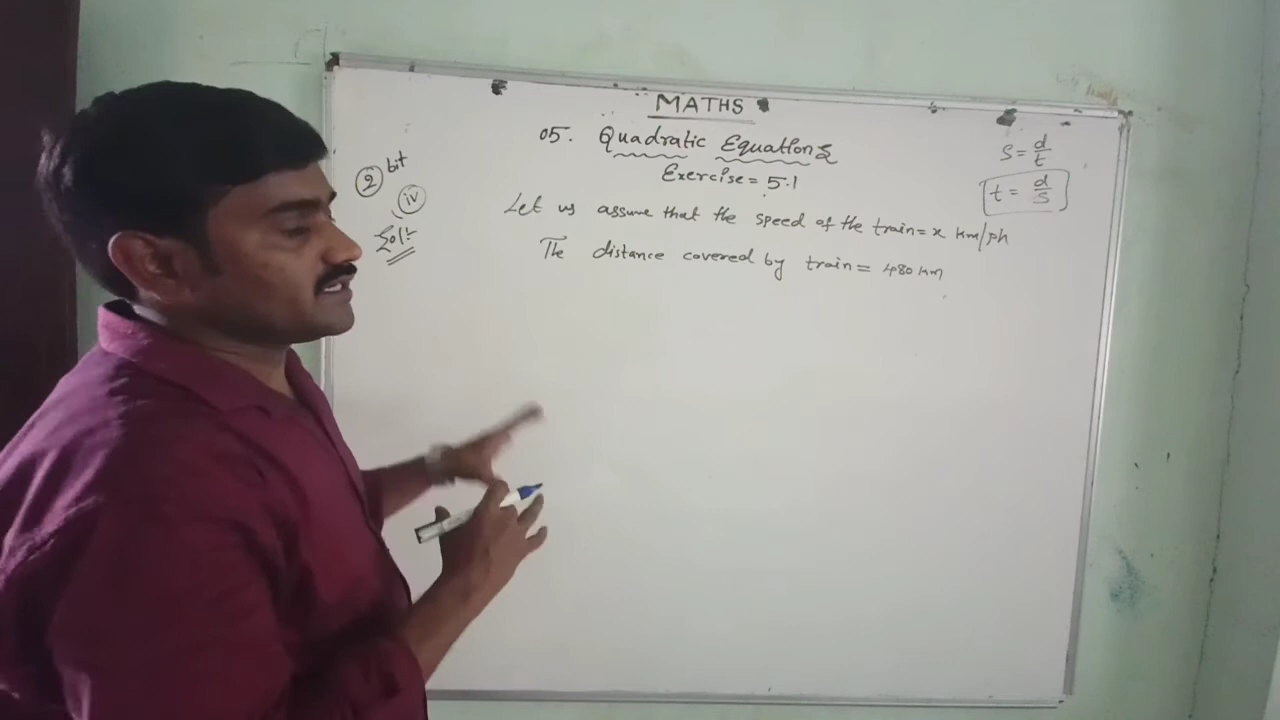 MATHS
05. Quadratic Equations
Exercise = 5.1
S = d/t
t = d/s
2 bit
iv
Sol:-
Let us assume that the speed of the train = x km/ph
The distance covered by train = 480 km